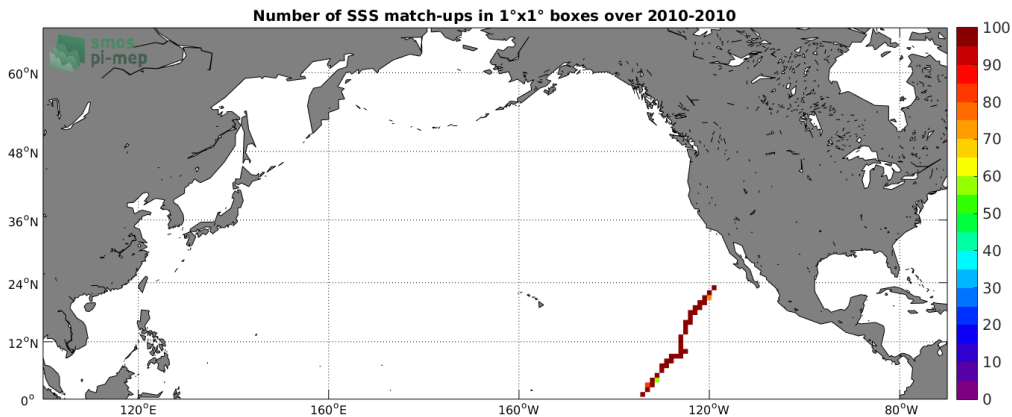 Number of SSS match-ups in 1°x1° boxes over 2010-2010
smos
pi-mep
60°N
48°N
36°N
24°N
12°N
0°
120°E
160°E
160°W
120°W
80°W
100
90
80
70
60
50
40
30
20
10
0